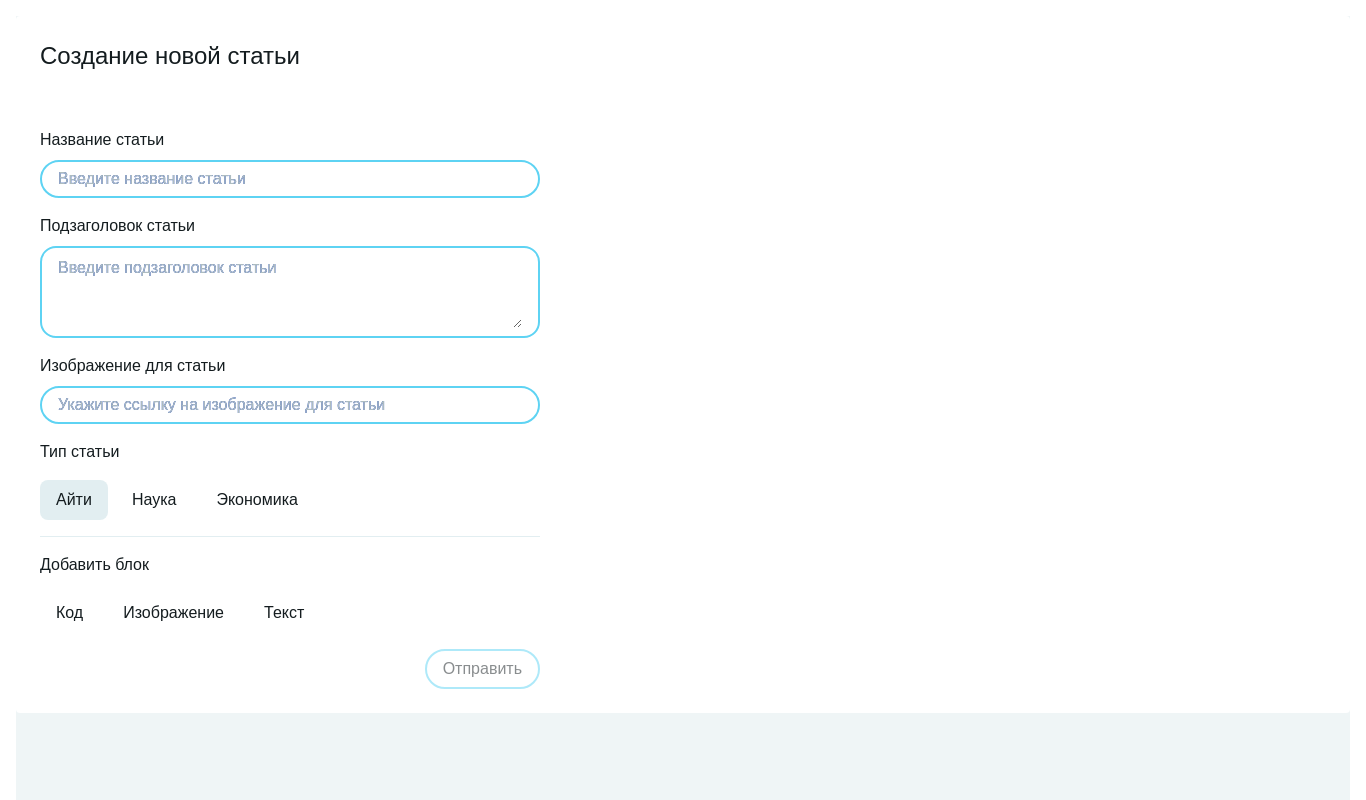 Создание новой статьи
Название статьи
Введите название статьи
Подзаголовок статьи
Введите подзаголовок статьи
Изображение для статьи
Укажите ссылку на изображение для статьи
Тип статьи
Айти Наука Экономика
Добавить блок
Код Изображение Текст
Отправить